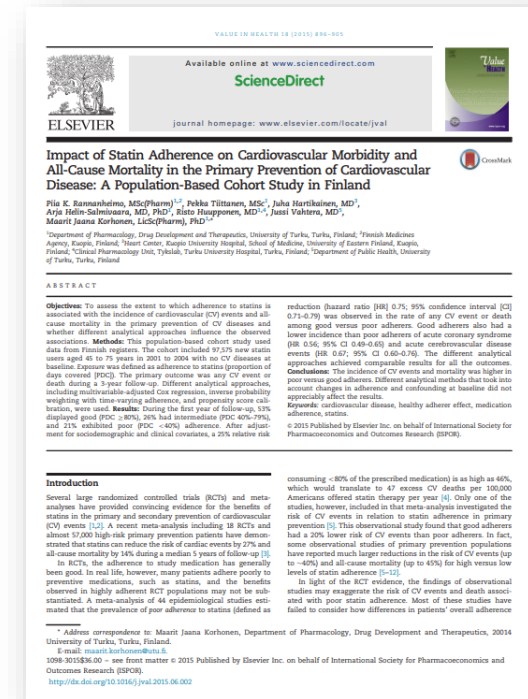 VALUE IN HEALTH 18 (2015) 896–905
Available online at www.sciencedirect.com
ScienceDirect
journal homepage: www.elsevier.com/locate/jval
ELSEVIER
Value
Health
CrossMark
Impact of Statin Adherence on Cardiovascular Morbidity and
All-Cause Mortality in the Primary Prevention of Cardiovascular
Disease: A Population-Based Cohort Study in Finland
Piia K. Rannanheimo, MSc(Pharm)1,2, Pekka Tiittanen, MSc1, Juha Hartikainen, MD3,
Arja Helin-Salmivaara, MD, PhD1, Risto Huupponen, MD1,4, Jussi Vahtera, MD5,
Maarit Jaana Korhonen, LicSc(Pharm), PhD1,*
1Department of Pharmacology, Drug Development and Therapeutics, University of Turku, Turku, Finland; 2Finnish Medicines
Agency, Kuopio, Finland; 3Heart Center, Kuopio University Hospital, School of Medicine, University of Eastern Finland, Kuopio,
Finland; 4Clinical Pharmacology Unit, Tykslab, Turku University Hospital, Turku, Finland; 5Department of Public Health, University
of Turku, Turku, Finland
ABSTRACT
Objectives: To assess the extent to which adherence to statins is
associated with the incidence of cardiovascular (CV) events and all-
cause mortality in the primary prevention of CV diseases and
whether different analytical approaches influence the observed
associations. Methods: This population-based cohort study used
data from Finnish registers. The cohort included 97,575 new statin
users aged 45 to 75 years in 2001 to 2004 with no CV diseases at
baseline. Exposure was defined as adherence to statins (proportion of
days covered [PDC]). The primary outcome was any CV event or
death during a 3-year follow-up. Different analytical approaches,
including multivariable-adjusted Cox regression, inverse probability
weighting with time-varying adherence, and propensity score cali-
bration, were used. Results: During the first year of follow-up, 53%
displayed good (PDC ≥80%), 26% had intermediate (PDC 40%–79%),
and 21% exhibited poor (PDC <40%) adherence. After adjust-
ment for sociodemographic and clinical covariates, a 25% relative risk
reduction (hazard ratio [HR] 0.75; 95% confidence interval [CI]
0.71–0.79) was observed in the rate of any CV event or death
among good versus poor adherers. Good adherers also had a
lower incidence than poor adherers of acute coronary syndrome
(HR 0.56; 95% CI 0.49–0.65) and acute cerebrovascular disease
events (HR 0.67; 95% CI 0.60–0.76). The different analytical
approaches achieved comparable results for all the outcomes.
Conclusions: The incidence of CV events and mortality was higher in
poor versus good adherers. Different analytical methods that took into
account changes in adherence and confounding at baseline did not
appreciably affect the results.
Keywords: cardiovascular disease, healthy adherer effect, medication
adherence, statins.
© 2015 Published by Elsevier Inc. on behalf of International Society for
Pharmacoeconomics and Outcomes Research (ISPOR).
Introduction
Several large randomized controlled trials (RCTs) and meta-
analyses have provided convincing evidence for the benefits of
statins in the primary and secondary prevention of cardiovascular
(CV) events [1,2]. A recent meta-analysis including 18 RCTs and
almost 57,000 high-risk primary prevention patients have demon-
strated that statins can reduce the risk of cardiac events by 27% and
all-cause mortality by 14% during a median 5 years of follow-up [3].
In RCTs, the adherence to study medication has generally
been good. In real life, however, many patients adhere poorly to
preventive medications, such as statins, and the benefits
observed in highly adherent RCT populations may not be sub-
stantiated. A meta-analysis of 44 epidemiological studies esti-
mated that the prevalence of poor adherence to statins (defined as
consuming <80% of the prescribed medication) is as high as 46%,
which would translate to 47 excess CV deaths per 100,000
Americans offered statin therapy per year [4]. Only one of the
studies, however, included in that meta-analysis investigated the
risk of CV events in relation to statin adherence in primary
prevention [5]. This observational study found that good adherers
had a 20% lower risk of CV events than poor adherers. In fact,
some observational studies of primary prevention populations
have reported much larger reductions in the risk of CV events (up
to ~40%) and all-cause mortality (up to 45%) for high versus low
levels of statin adherence [5–12].
In light of the RCT evidence, the findings of observational
studies may exaggerate the risk of CV events and death associ-
ated with poor statin adherence. Most of these studies have
failed to consider how differences in patients' overall adherence
* Address correspondence to: Maarit Jaana Korhonen, Department of Pharmacology, Drug Development and Therapeutics, 20014
University of Turku, Turku, Finland.
E-mail: maarit.korhonen@utu.fi.
1098-3015$36.00 – see front matter © 2015 Published by Elsevier Inc. on behalf of International Society for Pharmacoeconomics and
Outcomes Research (ISPOR).
http://dx.doi.org/10.1016/j.jval.2015.06.002